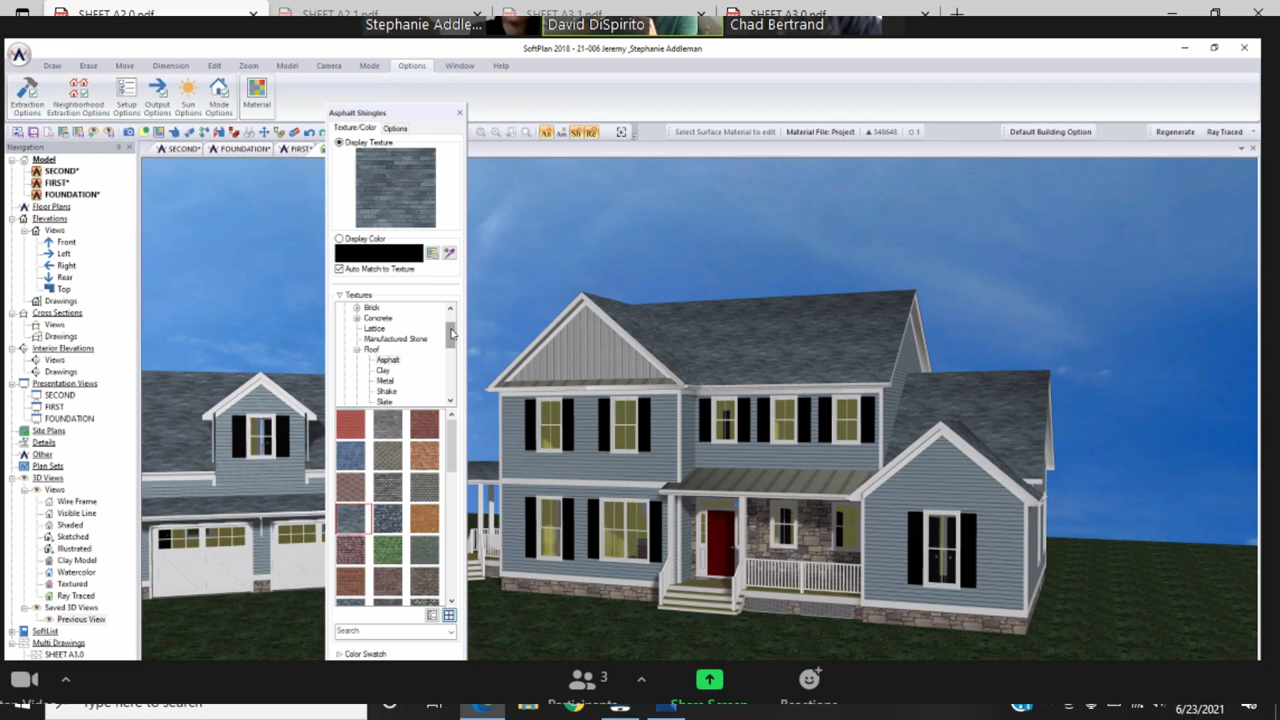 SHEET A2.0
SHEET A2.1
SHEET A3.0
Stephanie Addle...
David DiSpirito
Chad Bertrand
SoftPlan 2018 - 21-006 Jeremy _Stephanie Addleman
Draw Erase Move Dimension Edit Zoom Model Camera Mode Options Window Help
Extraction Options
Neighborhood Extraction Options
Setup Options
Output Options
Sun Options
Mode Options
Material
Select Surface Material to edit
Material File: Project
348648
1
Default Building Option
Regenerate
Ray Traced
Navigation
SECOND*
FOUNDATION*
FIRST*
Model
SECOND*
FIRST*
FOUNDATION*
Floor Plans
Elevations
Views
Front
Left
Right
Rear
Top
Drawings
Cross Sections
Views
Drawings
Interior Elevations
Views
Drawings
Presentation Views
SECOND
FIRST
FOUNDATION
Site Plans
Details
Other
Plan Sets
3D Views
Views
Wire Frame
Visible Line
Shaded
Sketched
Illustrated
Clay Model
Watercolor
Textured
Ray Traced
Saved 3D Views
Previous View
SoftList
Multi Drawings
SHEET A3.0
Asphalt Shingles
Texture/Color
Options
Display Texture
Display Color
Auto Match to Texture
Textures
Brick
Concrete
Lattice
Manufactured Stone
Roof
Asphalt
Clay
Metal
Shake
Slate
Search
Color Swatch
3
Participants
Share Screen
Reactions
Type here to search
6/23/2021